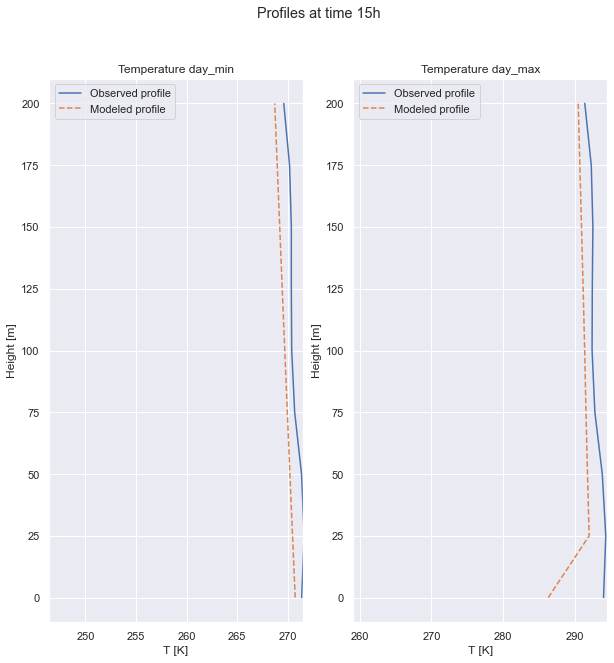 Profiles at time 15h
Temperature day_min
Observed profile
Modeled profile
200
175
150
125
100
75
50
25
0
Height [m]
250
255
260
265
270
T [K]
Temperature day_max
Observed profile
Modeled profile
200
175
150
125
100
75
50
25
0
Height [m]
260
270
280
290
T [K]